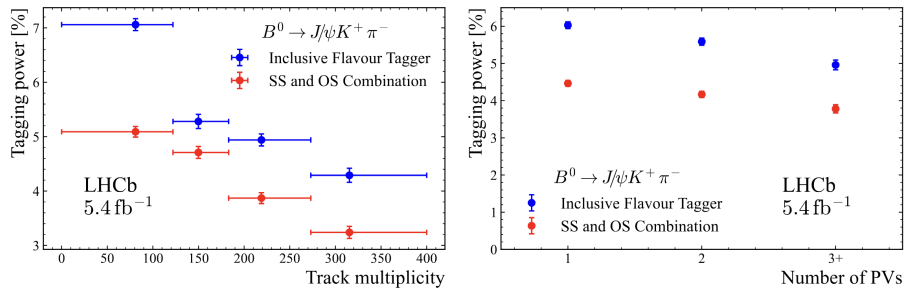 Tagging power [%]
7
6
5
4
3
B⁰ → J/ψK⁺ π⁻
Inclusive Flavour Tagger
SS and OS Combination
LHCb
5.4 fb⁻¹
0 50 100 150 200 250 300 350 400
Track multiplicity
Tagging power [%]
6
5
4
3
2
1
0
B⁰ → J/ψK⁺ π⁻
Inclusive Flavour Tagger
SS and OS Combination
LHCb
5.4 fb⁻¹
1 2 3+
Number of PVs